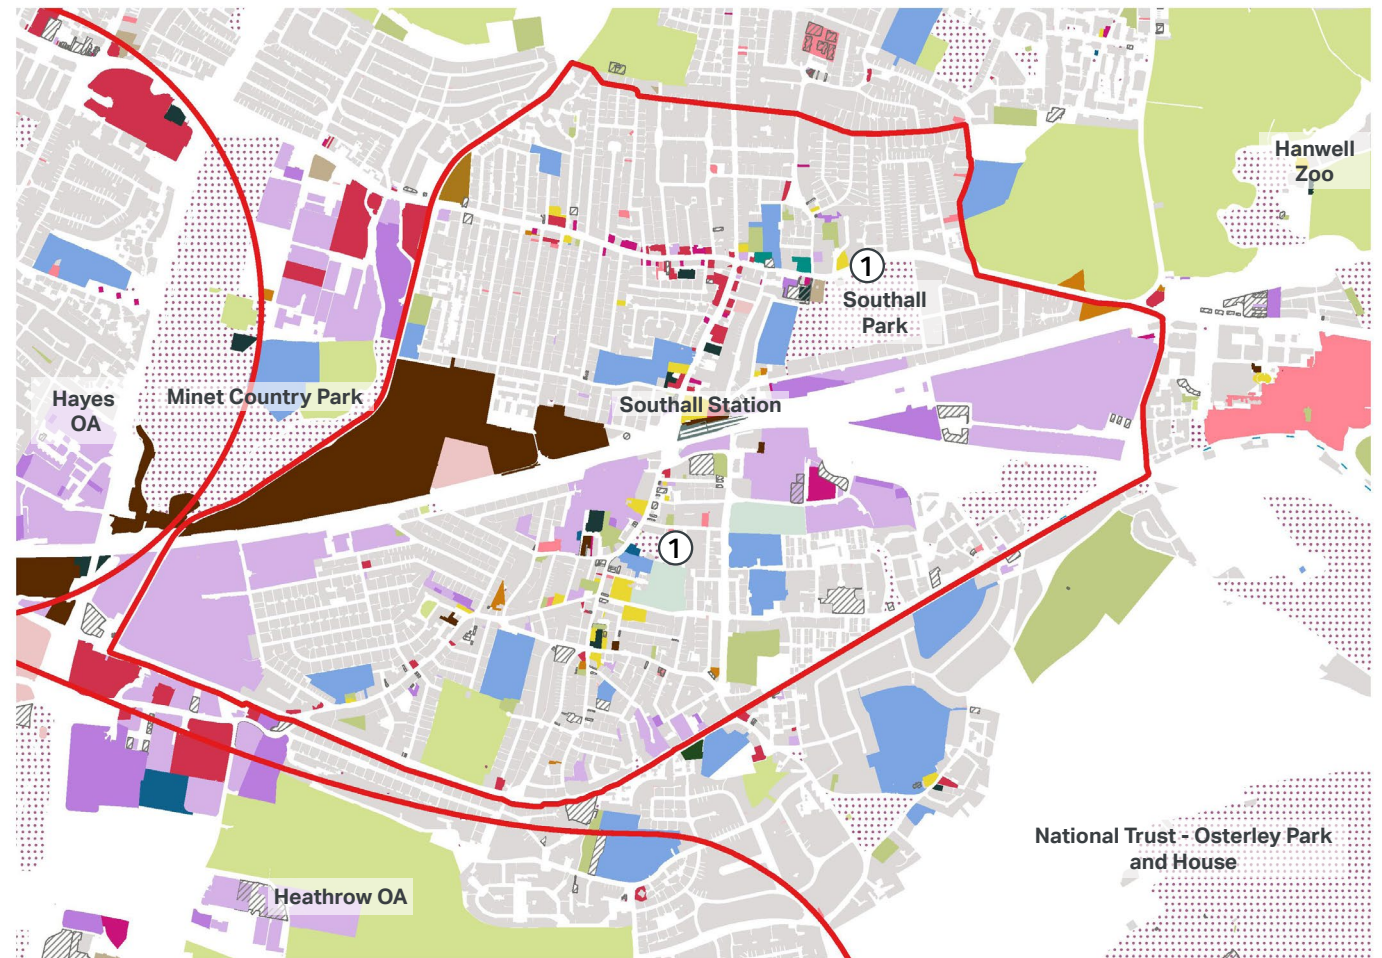 Hanwell
Zoo
1
Southall
Park
Minet Country Park
Hayes
OA
Southall Station
1
National Trust - Osterley Park
and House
Heathrow OA